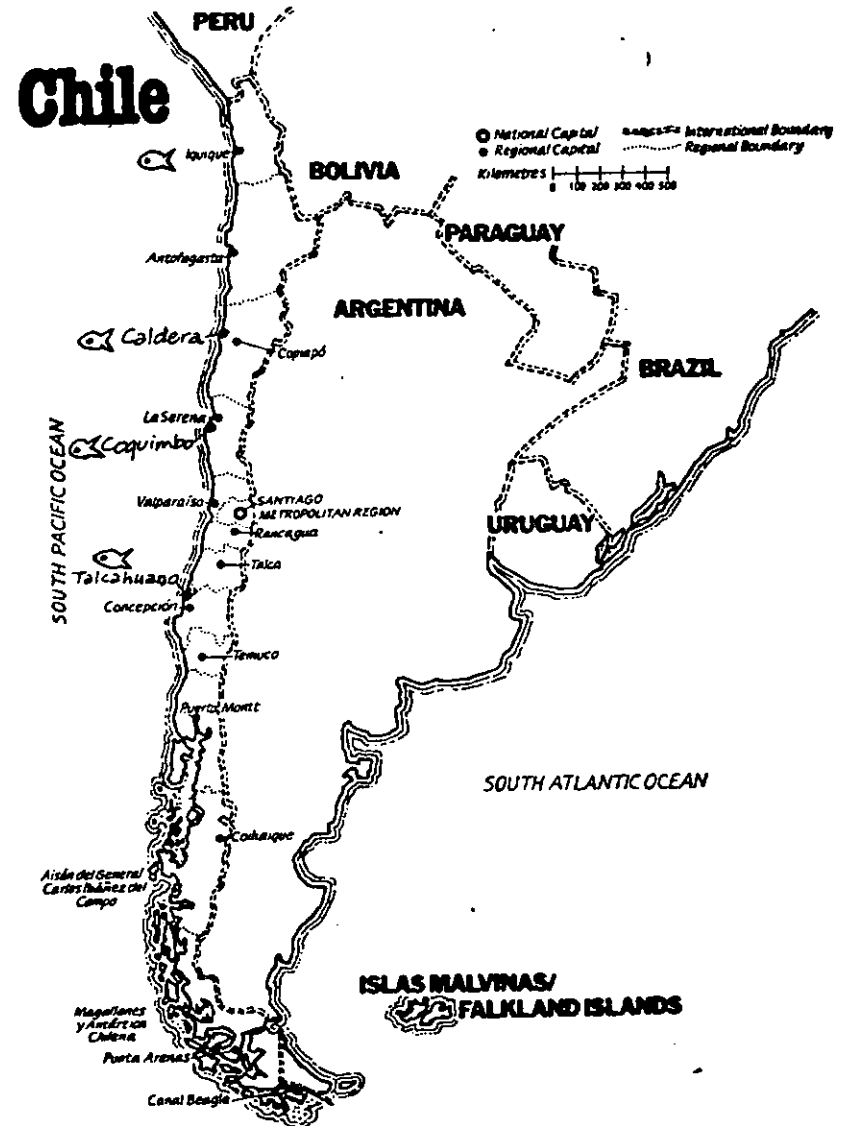 PERU
Chile
National Capital
Regional Capital
International Boundary
Regional Boundary
Kilometres
0 100 200 300 400 500
Iquique
BOLIVIA
PARAGUAY
Antofagasta
ARGENTINA
Caldera
Copiapó
BRAZIL
La Serena
Coquimbo
SOUTH PACIFIC OCEAN
Valparaíso
SANTIAGO
METROPOLITAN REGION
Rancagua
URUGUAY
Talca
Talcahuano
Concepción
Temuco
Puerto Montt
SOUTH ATLANTIC OCEAN
Coihaique
Aisén del General
Carlos Ibáñez del
Campo
ISLAS MALVINAS/
FALKLAND ISLANDS
Magallanes
y Antártica
Chilena
Punta Arenas
Canal Beagle